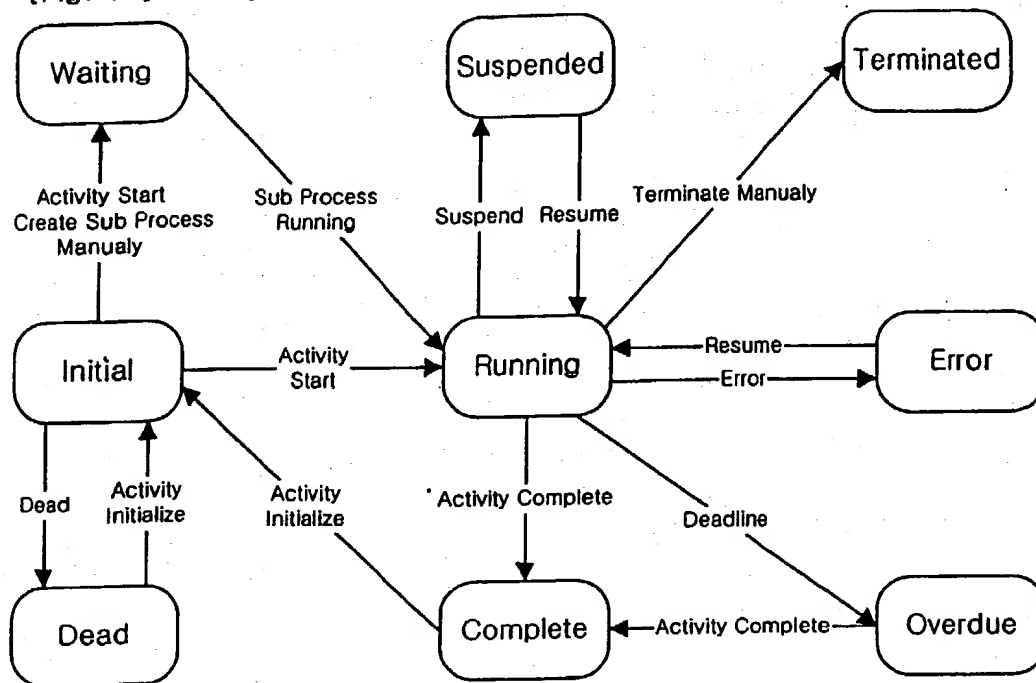 Waiting
Suspended
Terminated
Activity Start
Create Sub Process
Manualy
Sub Process
Running
Suspend
Resume
Terminate Manualy
Initial
Activity
Start
Running
Resume
Error
Error
Dead
Activity
Initialize
Activity
Initialize
Activity Complete
Deadline
Dead
Complete
Activity Complete
Overdue